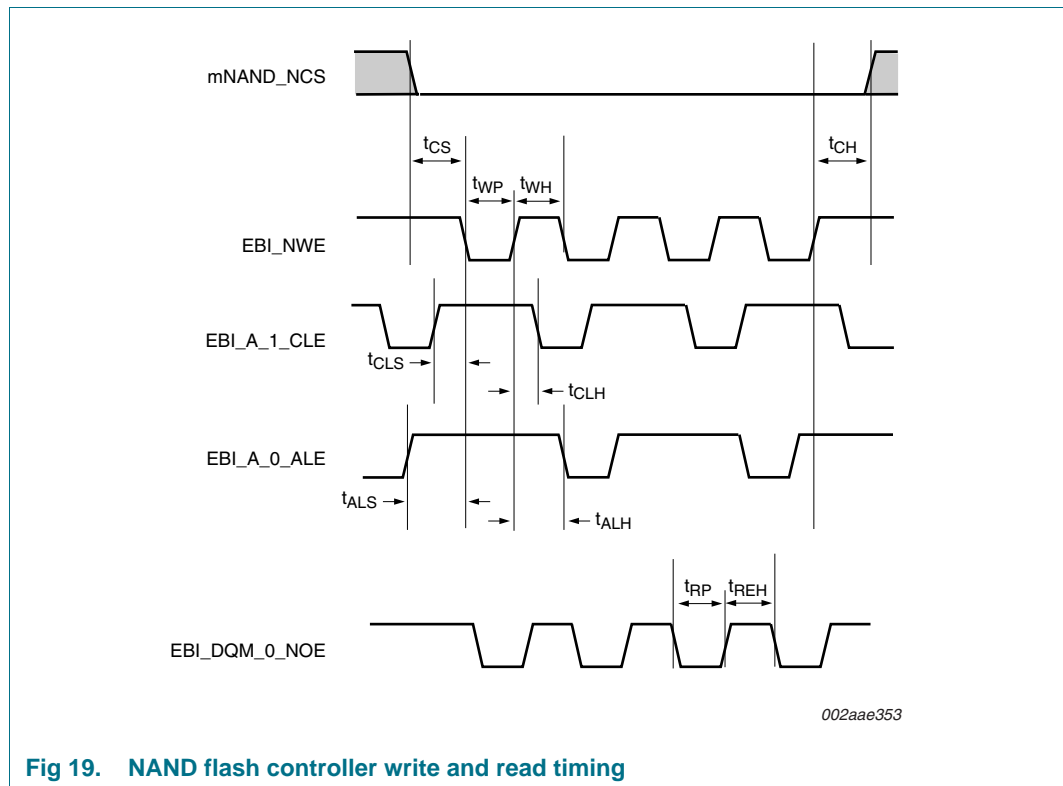 mNAND_NCS
tCS
tCH
tWP
tWH
EBI_NWE
EBI_A_1_CLE
tCLS
tCLH
EBI_A_0_ALE
tALS
tALH
tRP
tREH
EBI_DQM_0_NOE
002aae353
Fig 19. NAND flash controller write and read timing